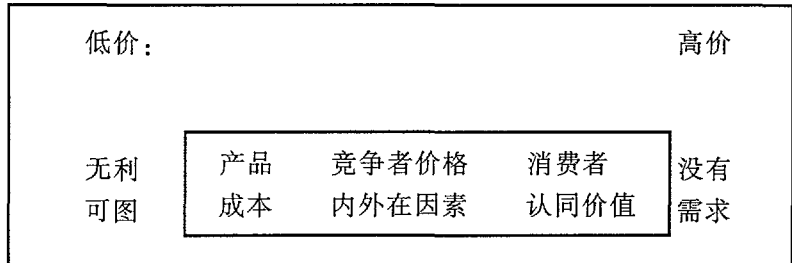 低价： 高价
无利 产品 竞争者价格 消费者 没有
可图 成本 内外在因素 认同价值 需求